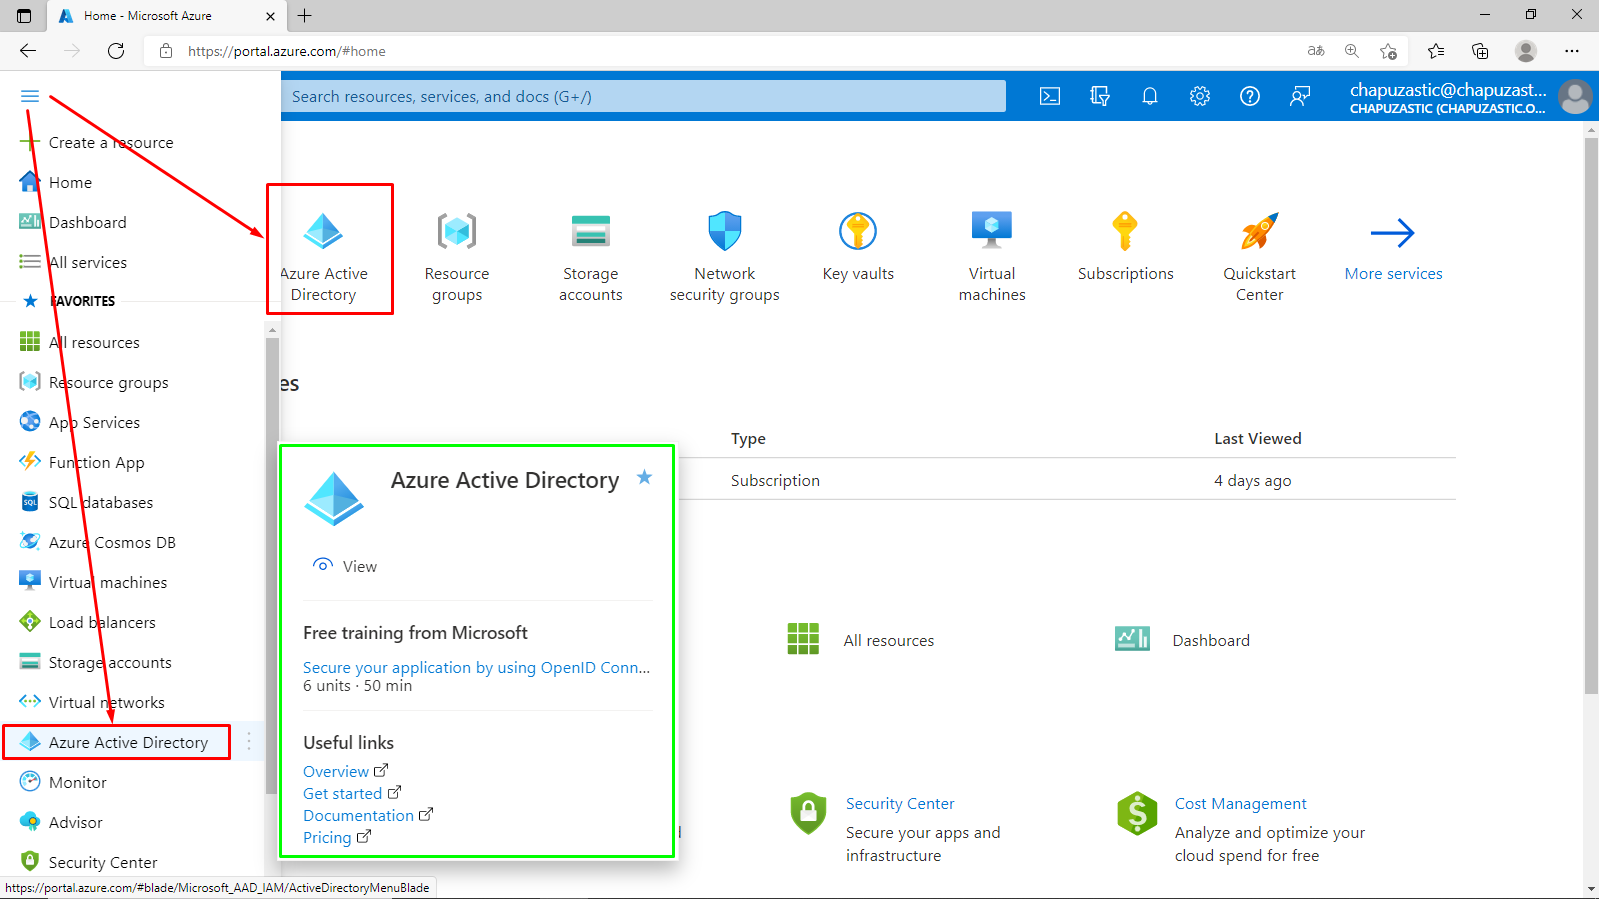 Home - Microsoft Azure
https://portal.azure.com/#home
Search resources, services, and docs (G+/)
chapuzastic@chapuzast...
CHAPUZASTIC (CHAPUZASTIC.O...
Create a resource
Home
Dashboard
All services
FAVORITES
All resources
Resource groups
App Services
Function App
SQL databases
Azure Cosmos DB
Virtual machines
Load balancers
Storage accounts
Virtual networks
Azure Active Directory
Monitor
Advisor
Security Center
https://portal.azure.com/#blade/Microsoft_AAD_IAM/ActiveDirectoryMenuBlade
Azure Active
Directory
Resource
groups
Storage
accounts
Network
security groups
Key vaults
Virtual
machines
Subscriptions
Quickstart
Center
More services
es
Type
Last Viewed
Subscription
4 days ago
Azure Active Directory
View
Free training from Microsoft
Secure your application by using OpenID Conn...
6 units · 50 min
Useful links
Overview
Get started
Documentation
Pricing
All resources
Dashboard
Security Center
Secure your apps and
infrastructure
Cost Management
Analyze and optimize your
cloud spend for free